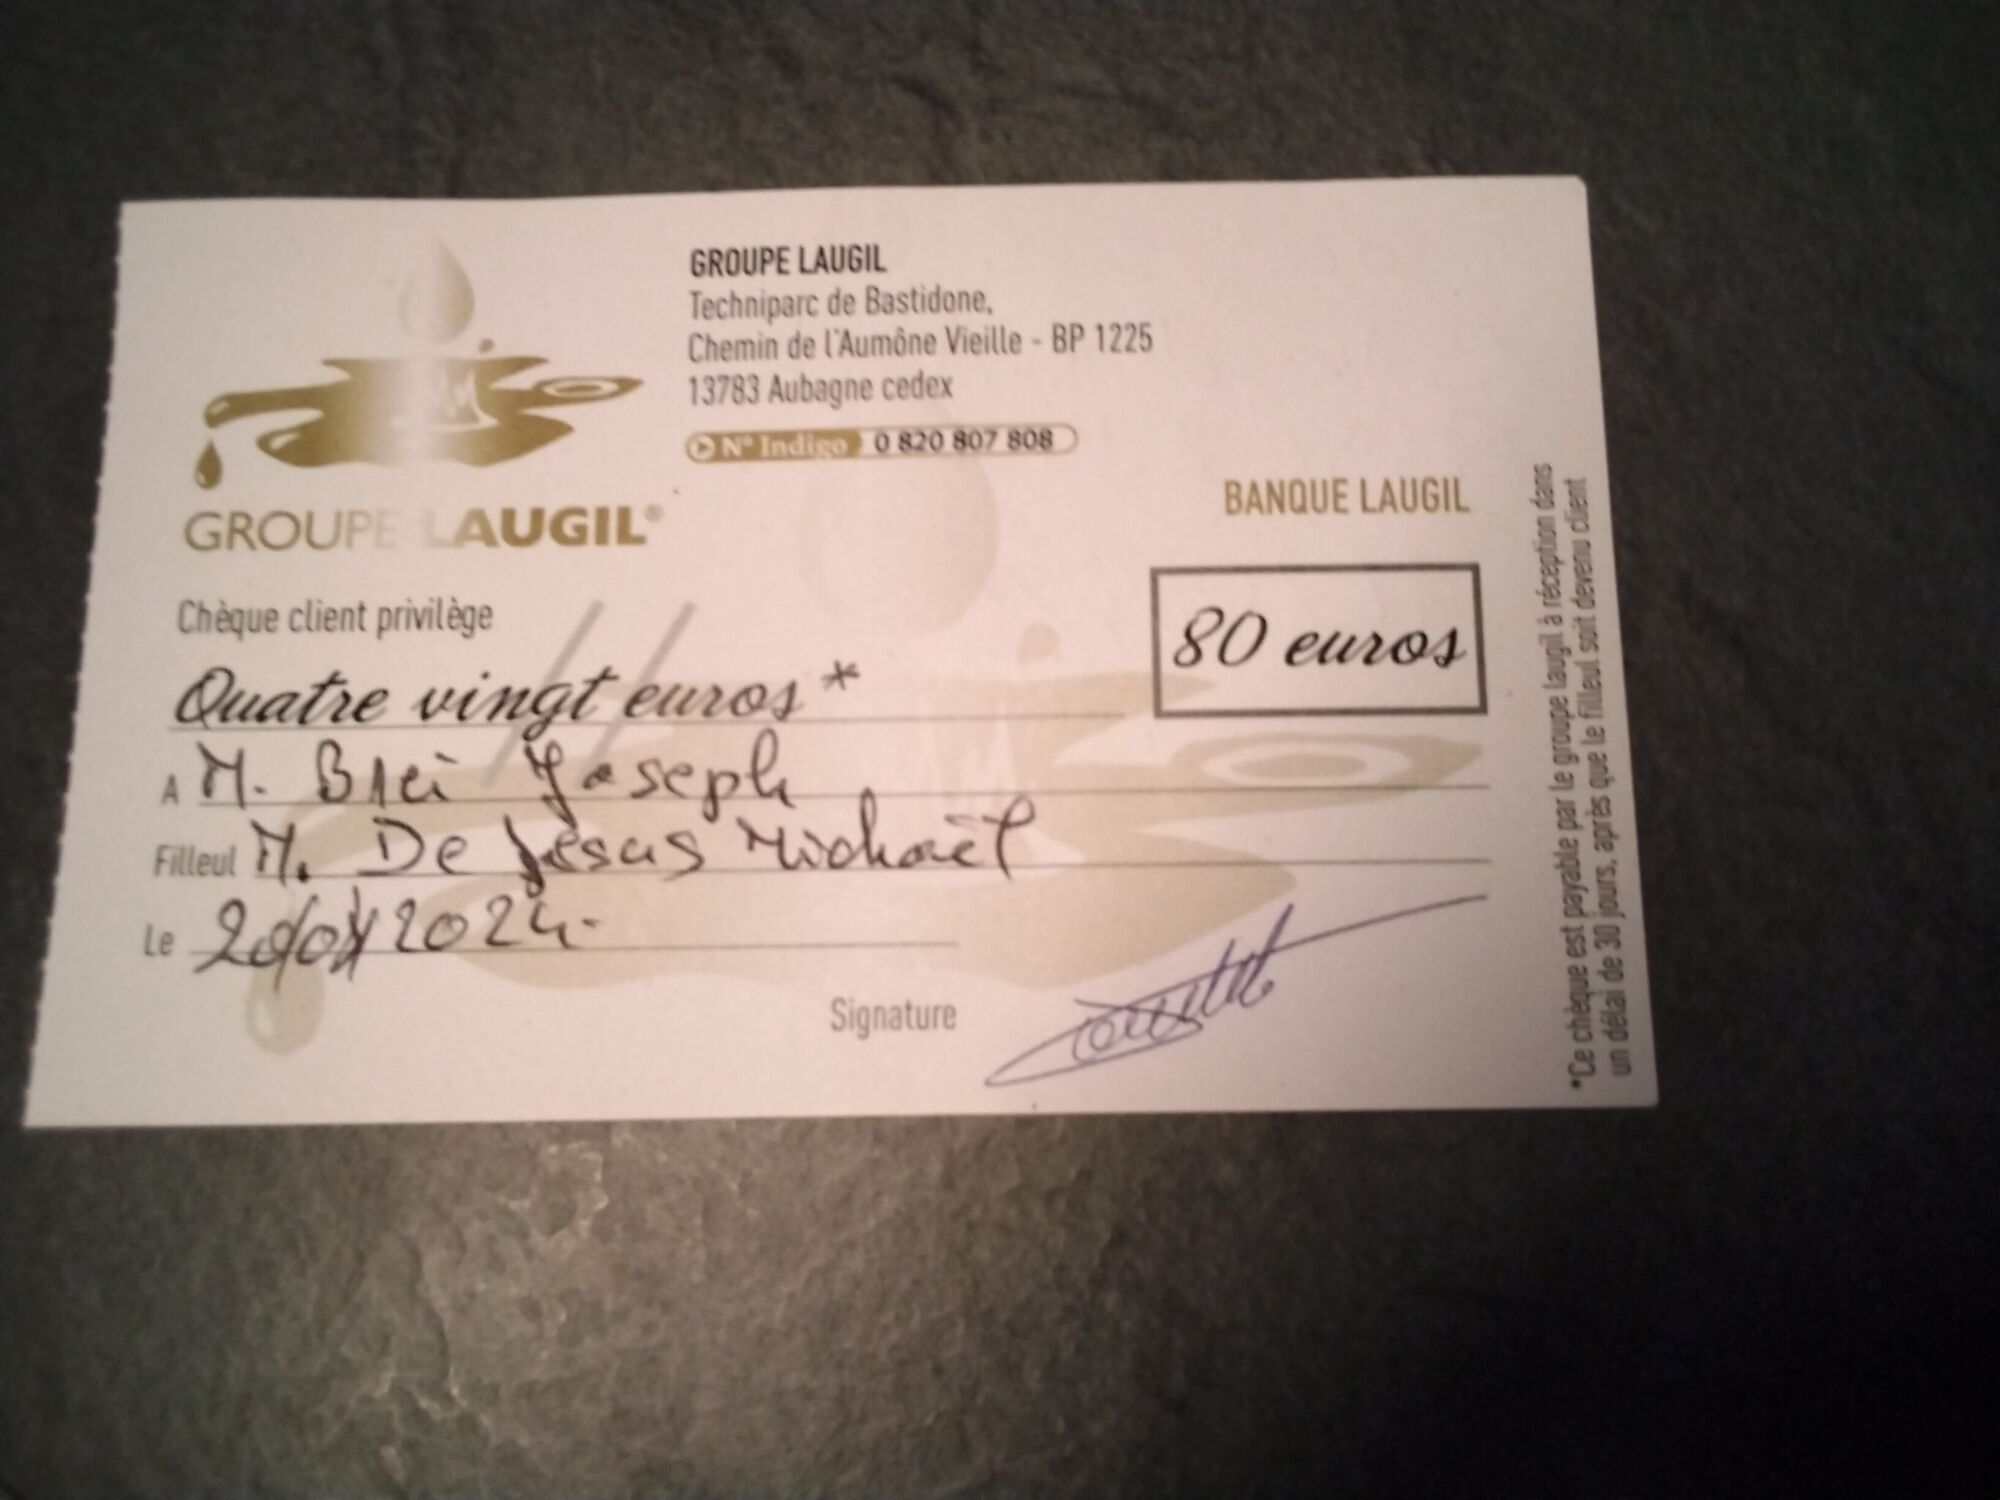 GROUPE LAUGIL
Techniparc de Bastidone,
Chemin de l'Aumône Vieille - BP 1225
13783 Aubagne cedex
N° Indigo 0 820 807 808
GROUPE LAUGIL®
BANQUE LAUGIL
Chèque client privilège
80 euros
Quatre vingt euros *
A M. Joseph
Filleul M. De Jesus Michaël
Le 2024.
Signature
*Ce chèque est payable par le groupe laugil à réception dans
un délai de 30 jours, après que le filleul soit devenu client